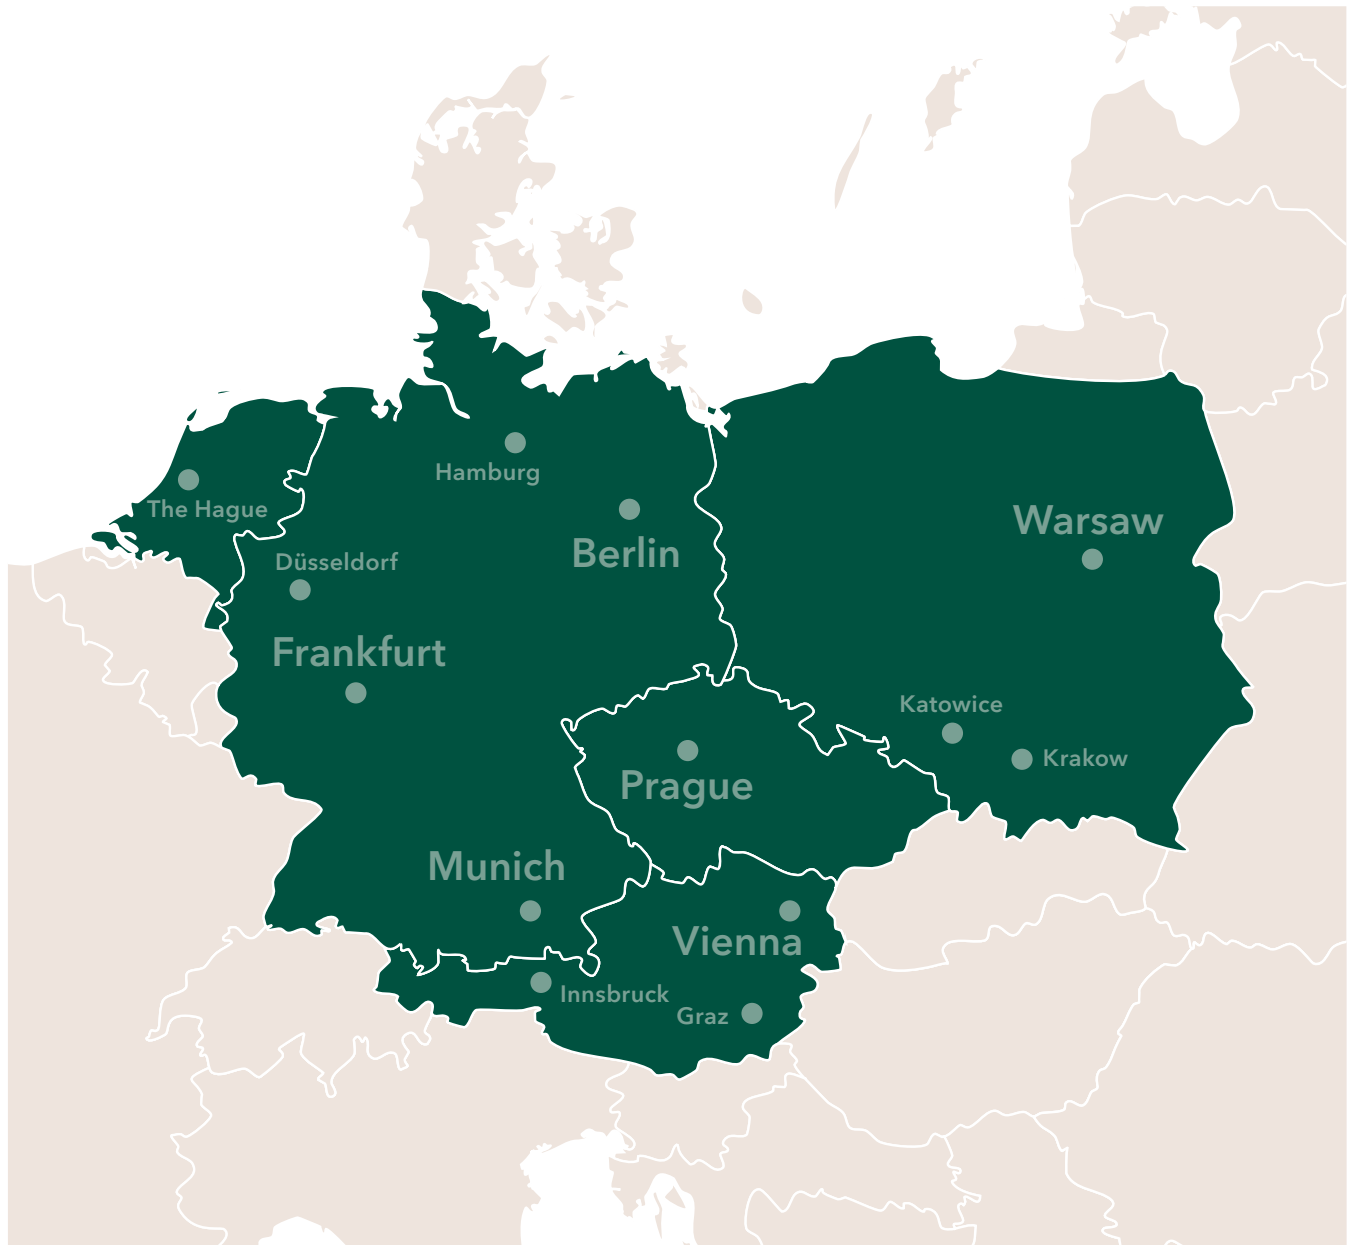 Hamburg
The Hague
Warsaw
Berlin
Düsseldorf
Frankfurt
Katowice
Krakow
Prague
Munich
Vienna
Innsbruck
Graz